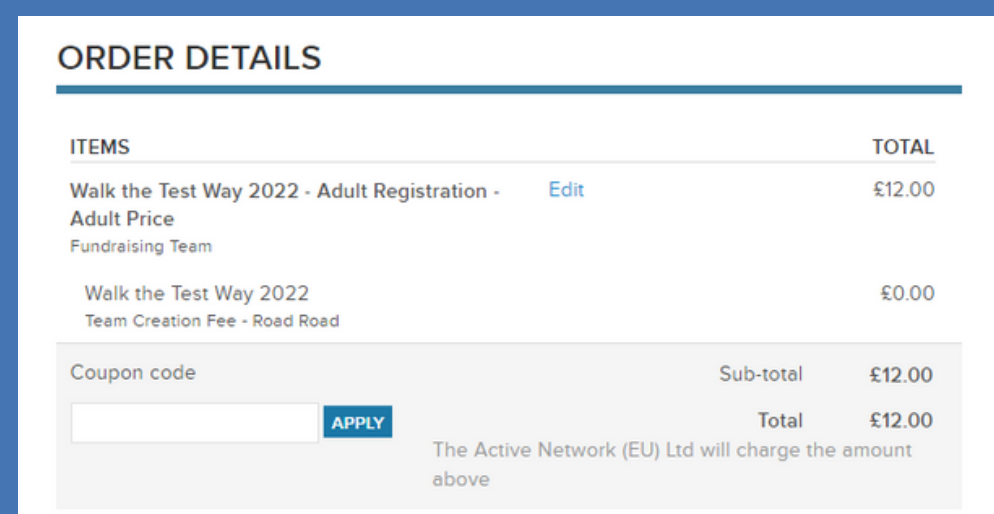 ORDER DETAILS
ITEMS TOTAL
Walk the Test Way 2022 - Adult Registration - Edit £12.00
Adult Price
Fundraising Team
Walk the Test Way 2022 £0.00
Team Creation Fee - Road Road
Coupon code Sub-total £12.00
APPLY Total £12.00
The Active Network (EU) Ltd will charge the amount
above